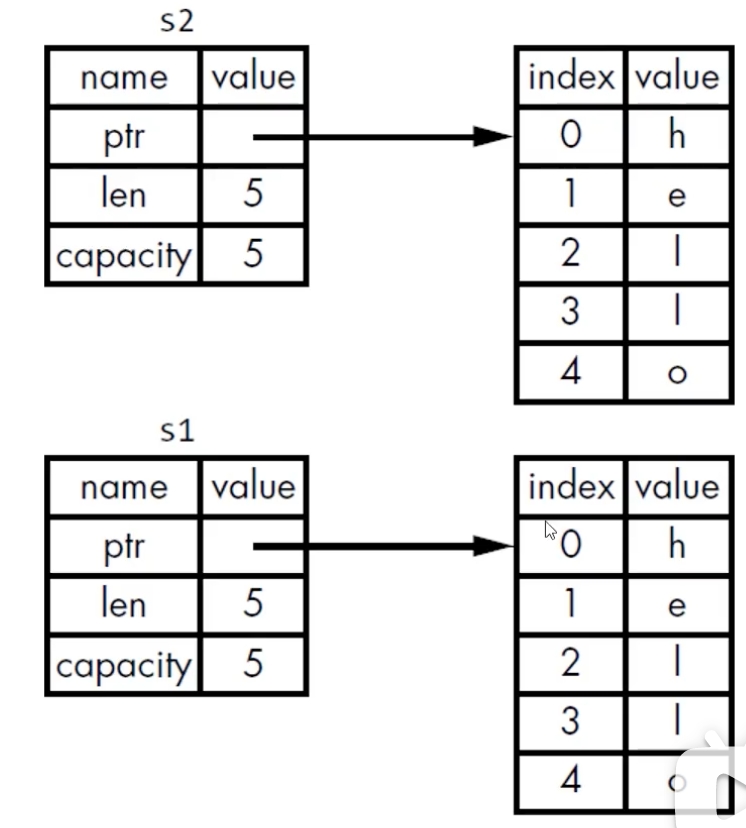 s2
name value
ptr
len 5
capacity 5
index value
0 h
1 e
2 l
3 l
4 o
s1
name value
ptr
len 5
capacity 5
index value
0 h
1 e
2 l
3 l
4 o